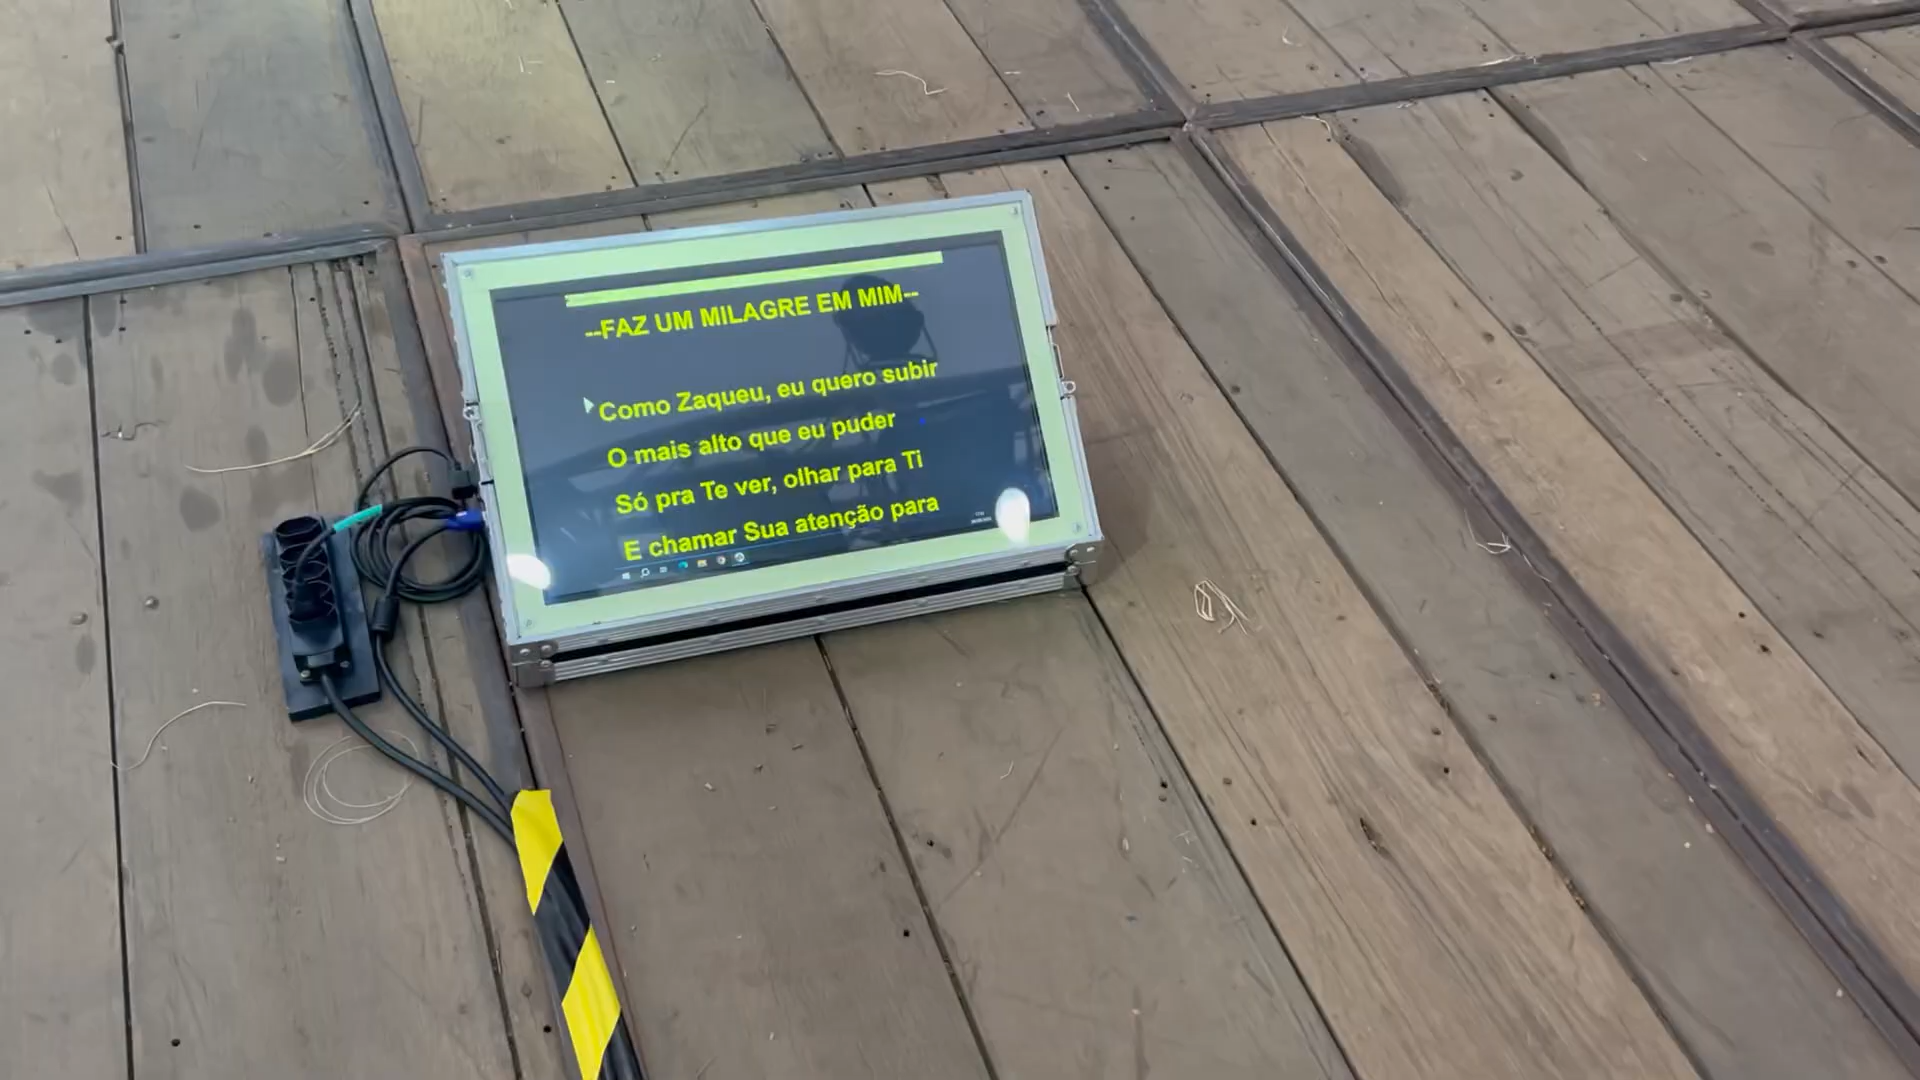 --FAZ UM MILAGRE EM MIM--
Como Zaqueu, eu quero subir
O mais alto que eu puder
Só pra Te ver, olhar para Ti
E chamar Sua atenção para